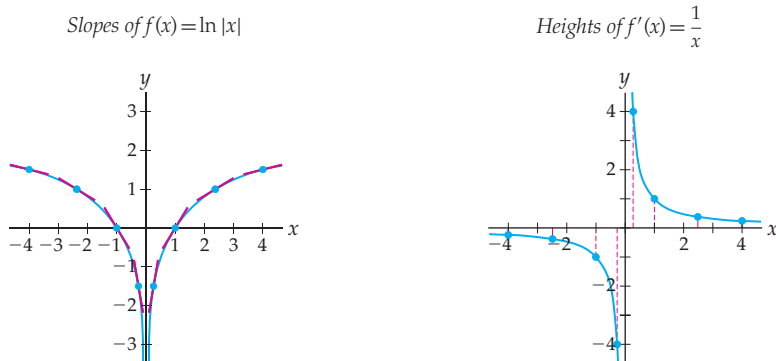 Slopes of f(x) = ln |x|
y
3
2
1
−4 −3 −2 −1 1 2 3 4 x
−1
−2
−3
Heights of f′(x) = 1/x
y
4
2
−4 −2 2 4 x
−2
−4